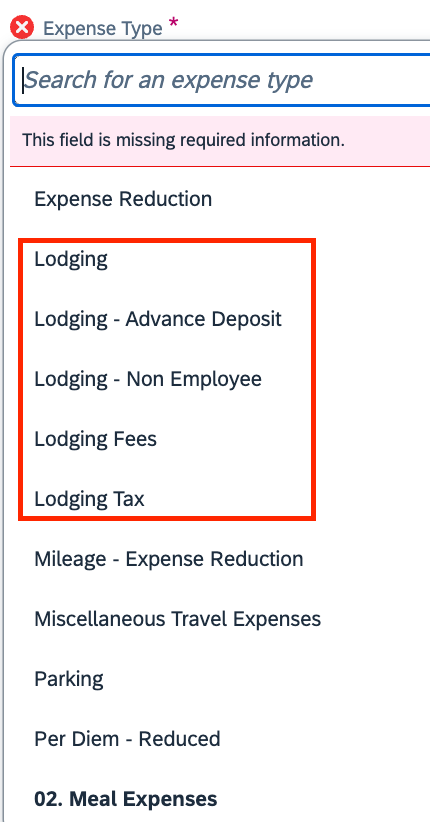 Expense Type *
Search for an expense type
This field is missing required information.
Expense Reduction
Lodging
Lodging - Advance Deposit
Lodging - Non Employee
Lodging Fees
Lodging Tax
Mileage - Expense Reduction
Miscellaneous Travel Expenses
Parking
Per Diem - Reduced
02. Meal Expenses